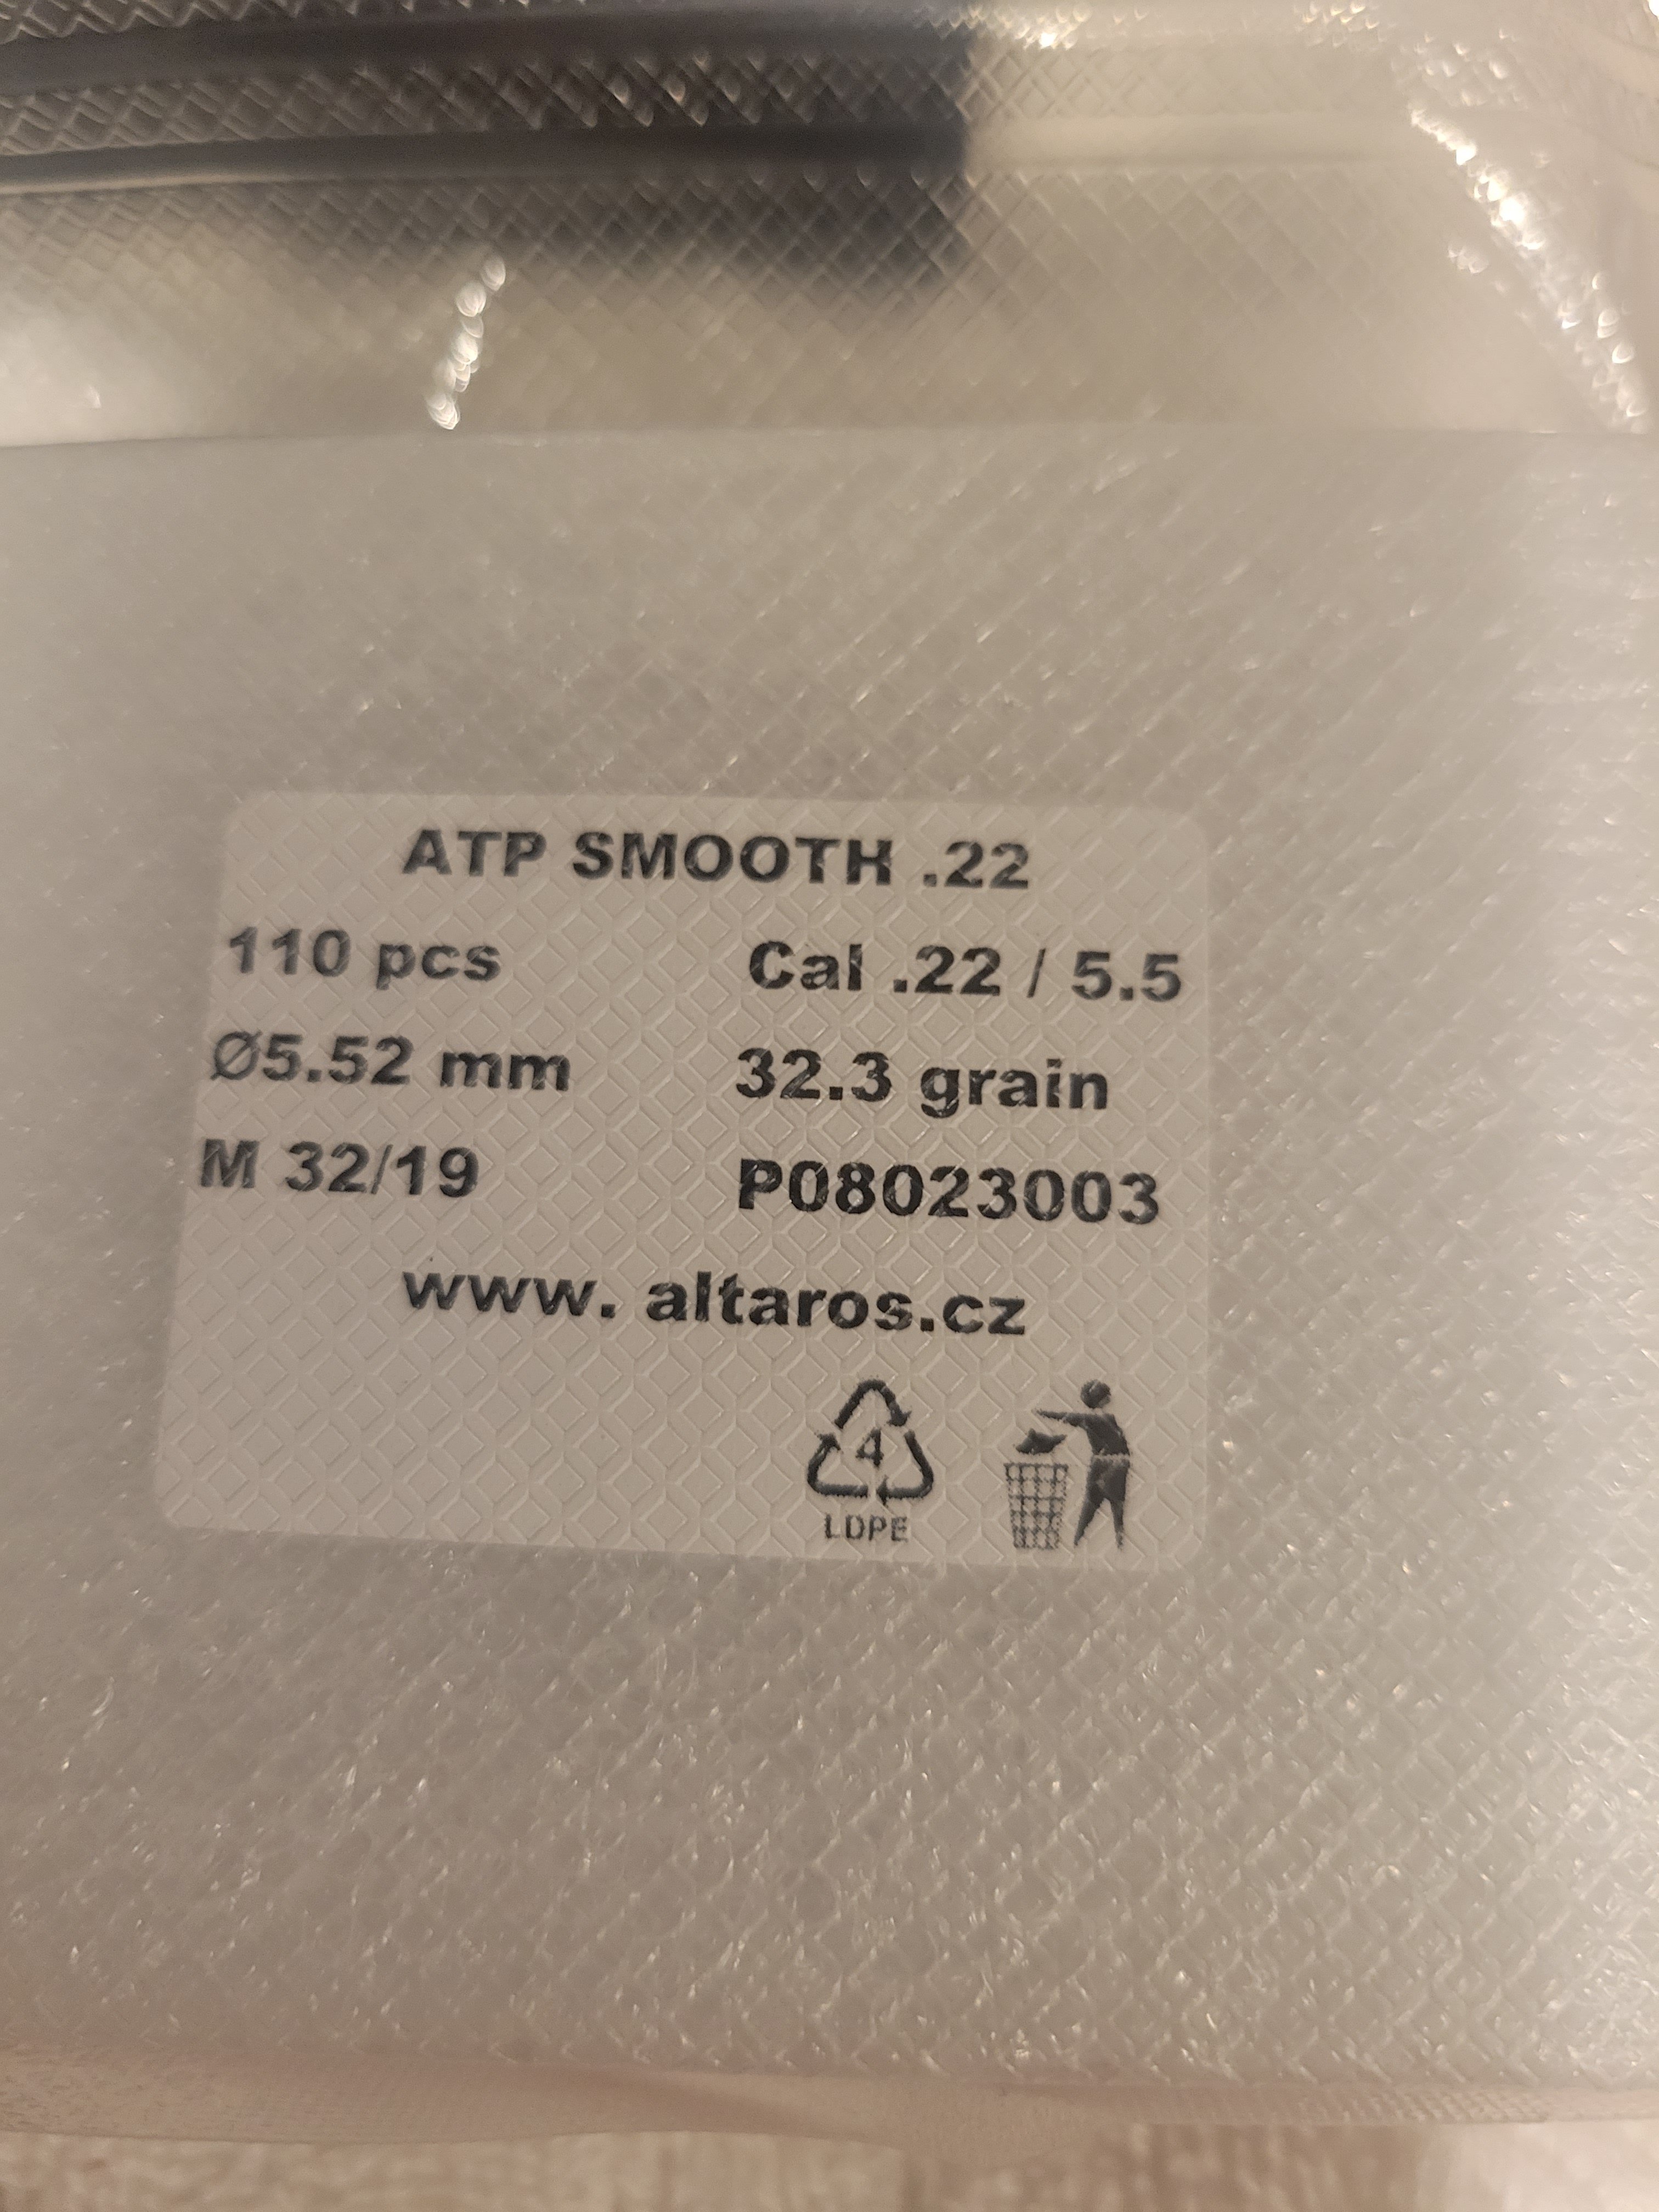 ATP SMOOTH .22
110 pcs Cal .22 / 5.5
Ø5.52 mm 32.3 grain
M 32/19 P08023003
www. altaros.cz
4
LDPE